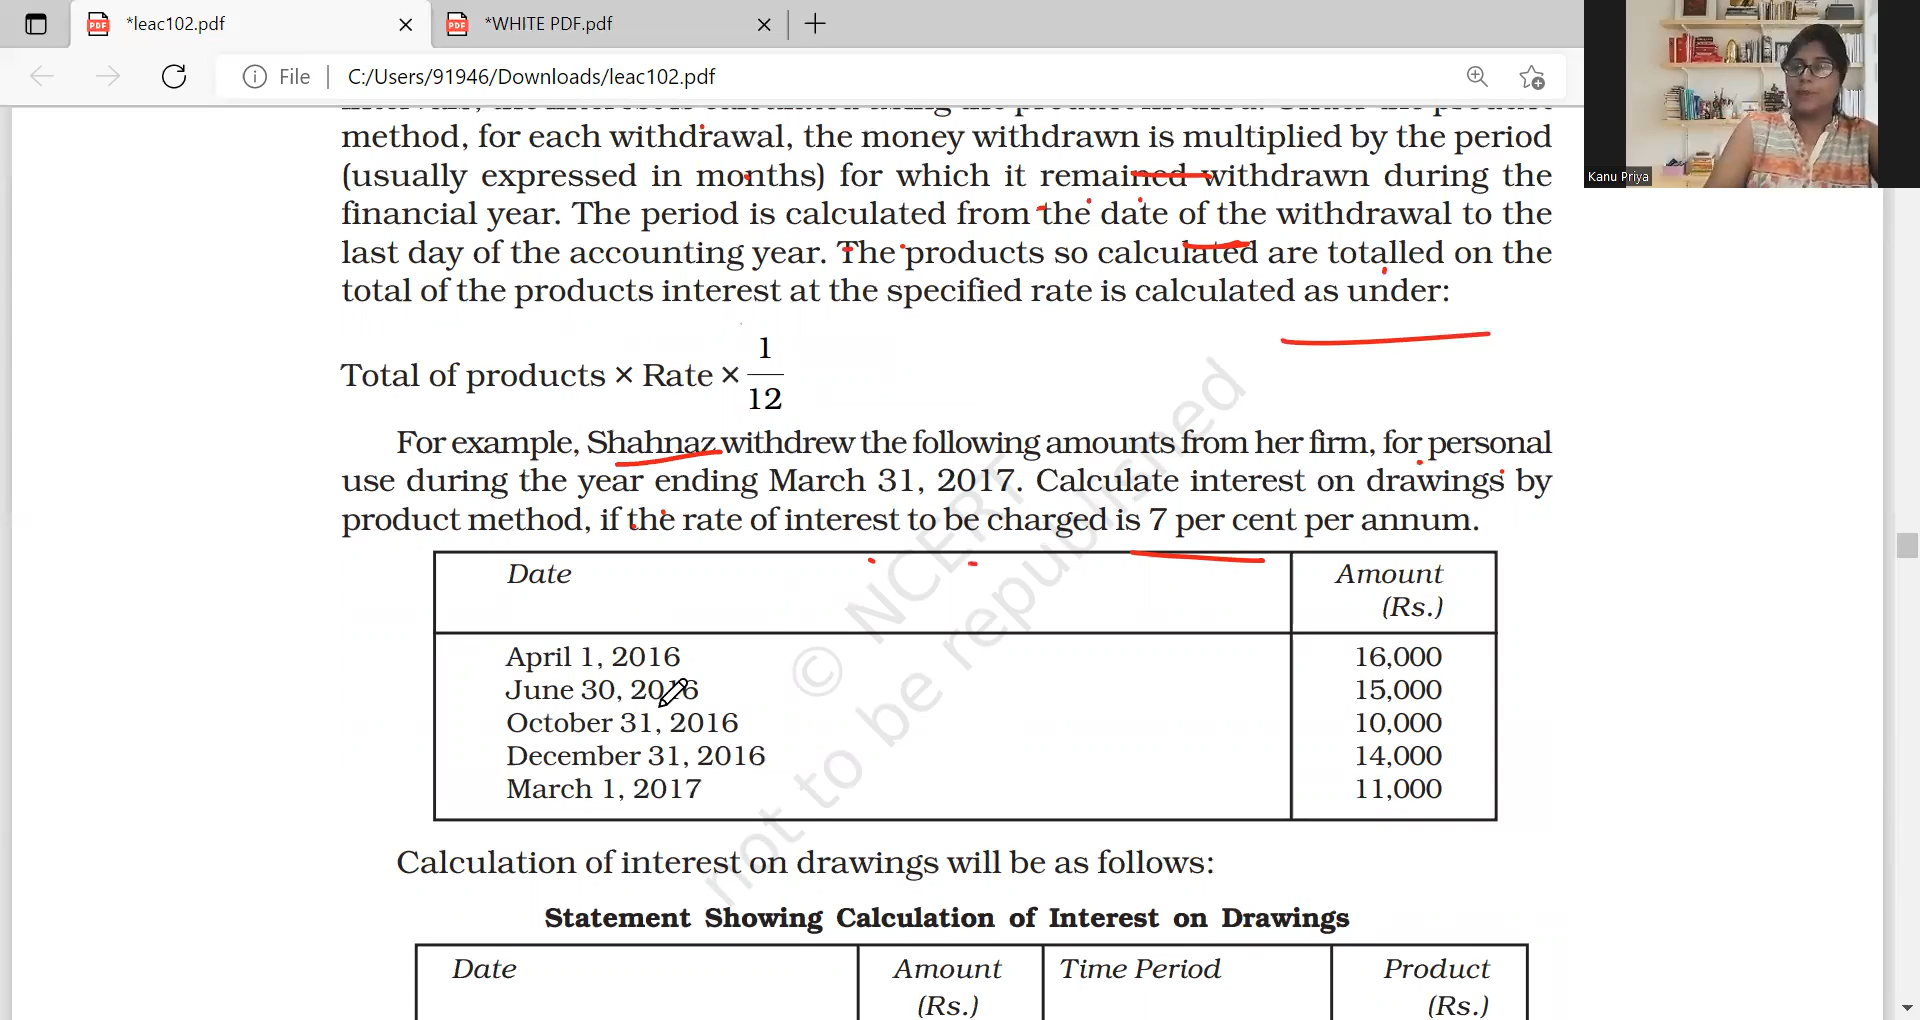 *leac102.pdf
*WHITE PDF.pdf
File
C:/Users/91946/Downloads/leac102.pdf
Kanu Priya
method, for each withdrawal, the money withdrawn is multiplied by the period
(usually expressed in months) for which it remained withdrawn during the
financial year. The period is calculated from the date of the withdrawal to the
last day of the accounting year. The products so calculated are totalled on the
total of the products interest at the specified rate is calculated as under:
Total of products × Rate × 1/12
For example, Shahnaz withdrew the following amounts from her firm, for personal
use during the year ending March 31, 2017. Calculate interest on drawings by
product method, if the rate of interest to be charged is 7 per cent per annum.
Date Amount
(Rs.)
April 1, 2016 16,000
June 30, 2016 15,000
October 31, 2016 10,000
December 31, 2016 14,000
March 1, 2017 11,000
© NCERT
not to be republished
Calculation of interest on drawings will be as follows:
Statement Showing Calculation of Interest on Drawings
Date Amount Time Period Product
(Rs.) (Rs.)